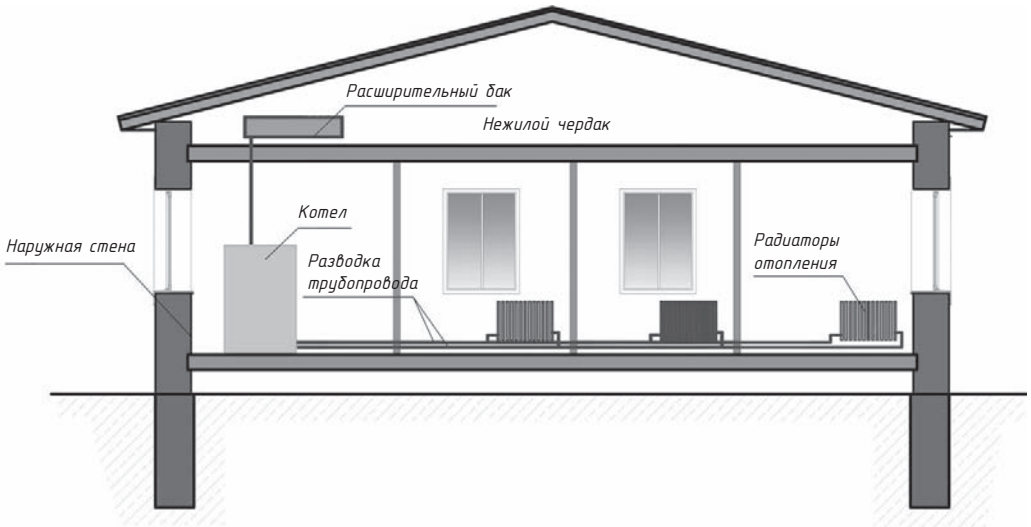 Расширительный бак
Нежилой чердак
Котел
Наружная стена
Разводка
трубопровода
Радиаторы
отопления